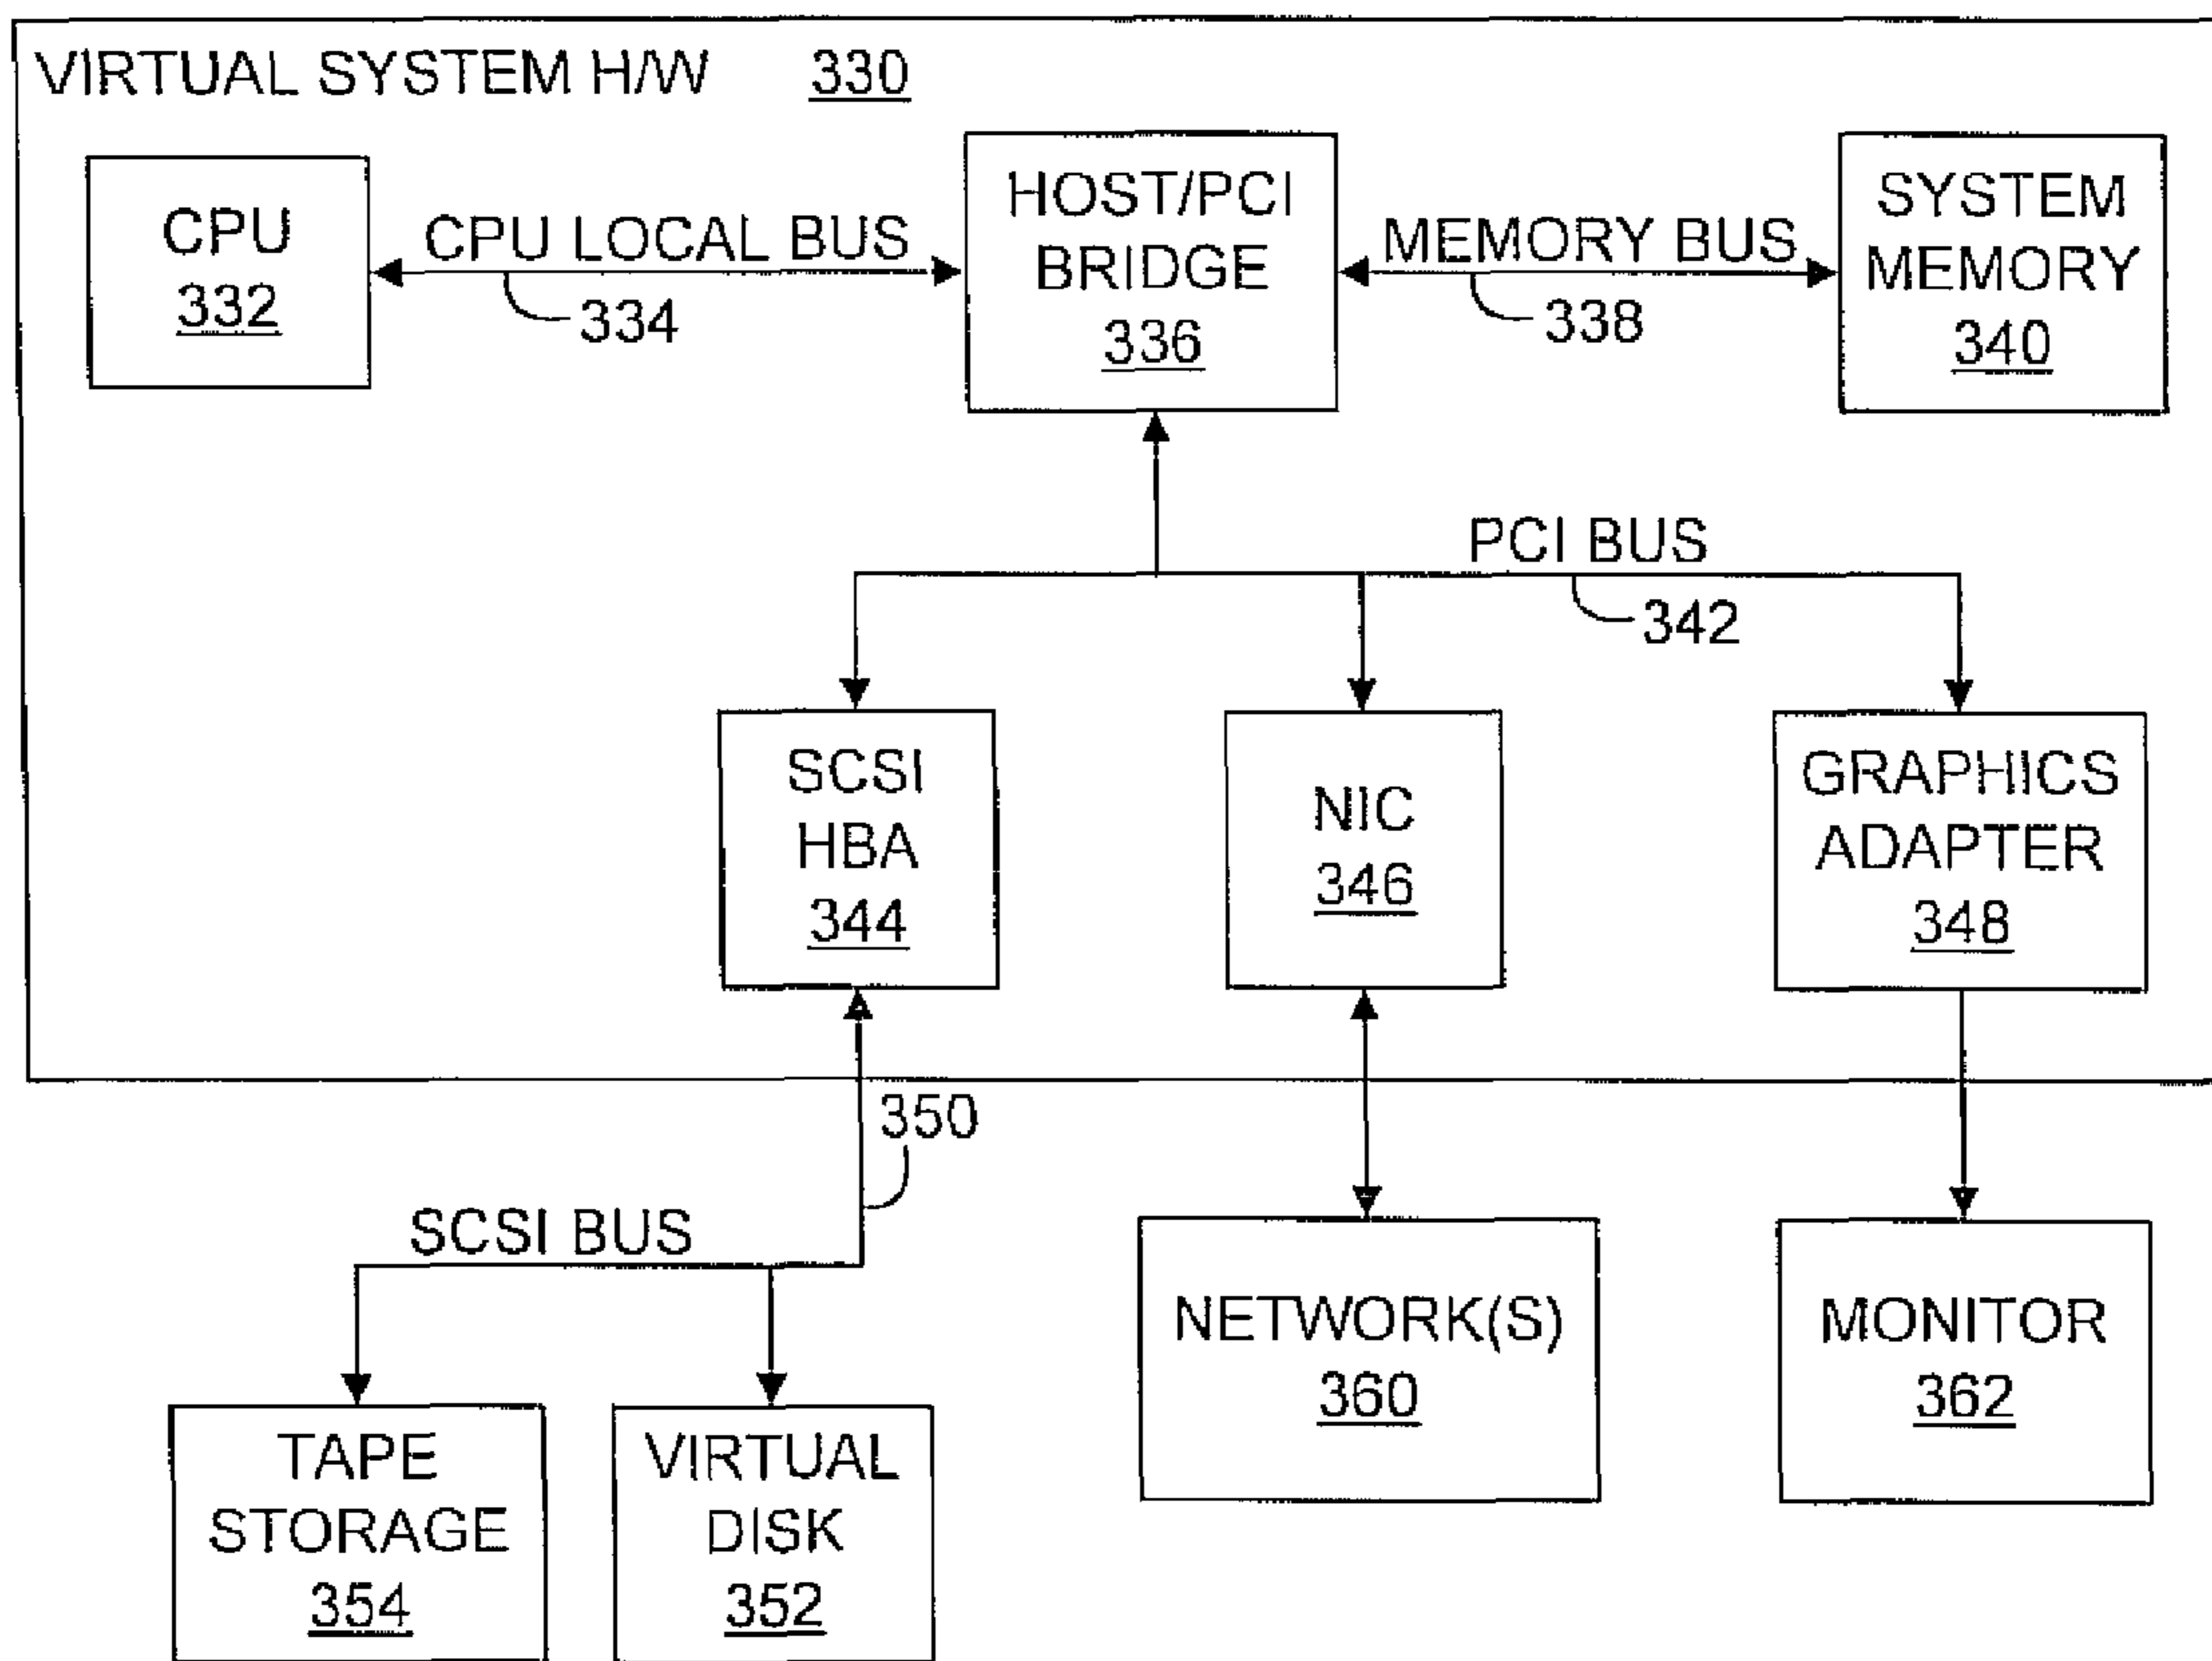 VIRTUAL SYSTEM H/W 330
CPU
332
CPU LOCAL BUS
334
HOST/PCI
BRIDGE
336
MEMORY BUS
338
SYSTEM
MEMORY
340
PCI BUS
342
SCSI
HBA
344
NIC
346
GRAPHICS
ADAPTER
348
350
SCSI BUS
TAPE
STORAGE
354
VIRTUAL
DISK
352
NETWORK(S)
360
MONITOR
362